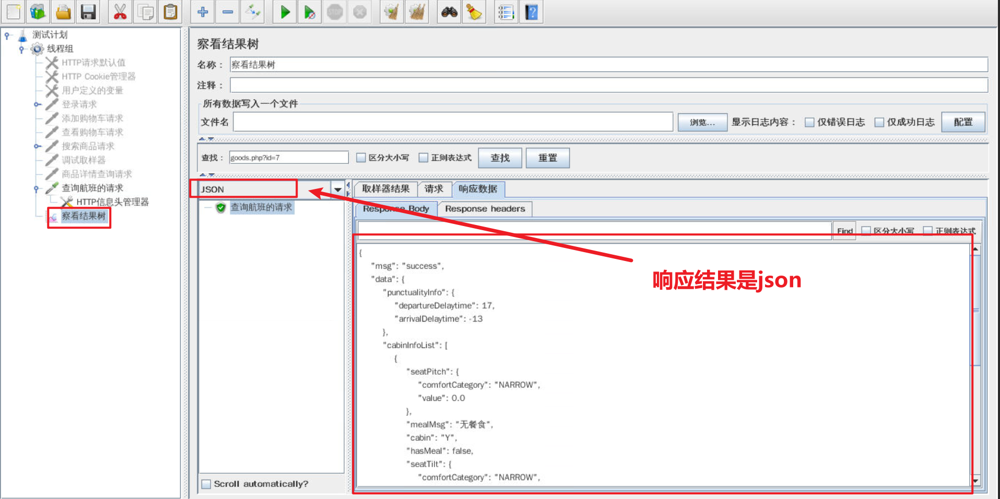 STOP
测试计划
线程组
HTTP请求默认值
HTTP Cookie管理器
用户定义的变量
登录请求
添加购物车请求
查看购物车请求
搜索商品请求
调试取样器
商品详情查询请求
查询航班的请求
HTTP信息头管理器
察看结果树
察看结果树
名称： 察看结果树
注释：
所有数据写入一个文件
文件名 浏览... 显示日志内容： 仅错误日志 仅成功日志 配置
查找： goods.php?id=7 区分大小写 正则表达式 查找 重置
JSON
查询航班的请求
Scroll automatically?
取样器结果 请求 响应数据
Response Body Response headers
Find 区分大小写 正则表达式
{
"msg": "success",
"data": {
"punctualityInfo": {
"departureDelaytime": 17,
"arrivalDelaytime": -13
},
"cabinInfoList": [
{
"seatPitch": {
"comfortCategory": "NARROW",
"value": 0.0
},
"mealMsg": "无餐食",
"cabin": "Y",
"hasMeal": false,
"seatTilt": {
"comfortCategory": "NARROW",
响应结果是json